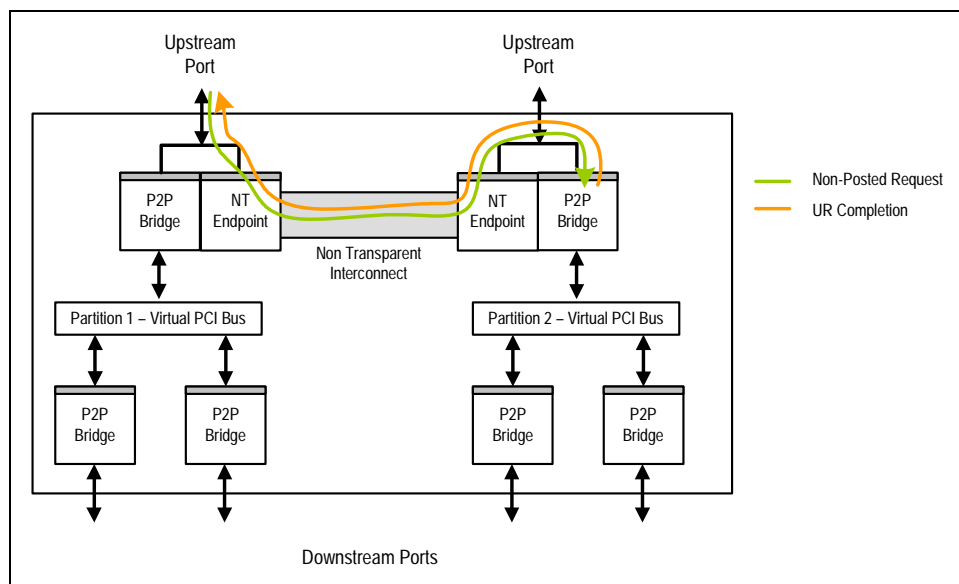 Upstream
Port
Upstream
Port
P2P
Bridge
NT
Endpoint
NT
Endpoint
P2P
Bridge
Non-Posted Request
UR Completion
Non Transparent
Interconnect
Partition 1 – Virtual PCI Bus
Partition 2 – Virtual PCI Bus
P2P
Bridge
P2P
Bridge
P2P
Bridge
P2P
Bridge
Downstream Ports